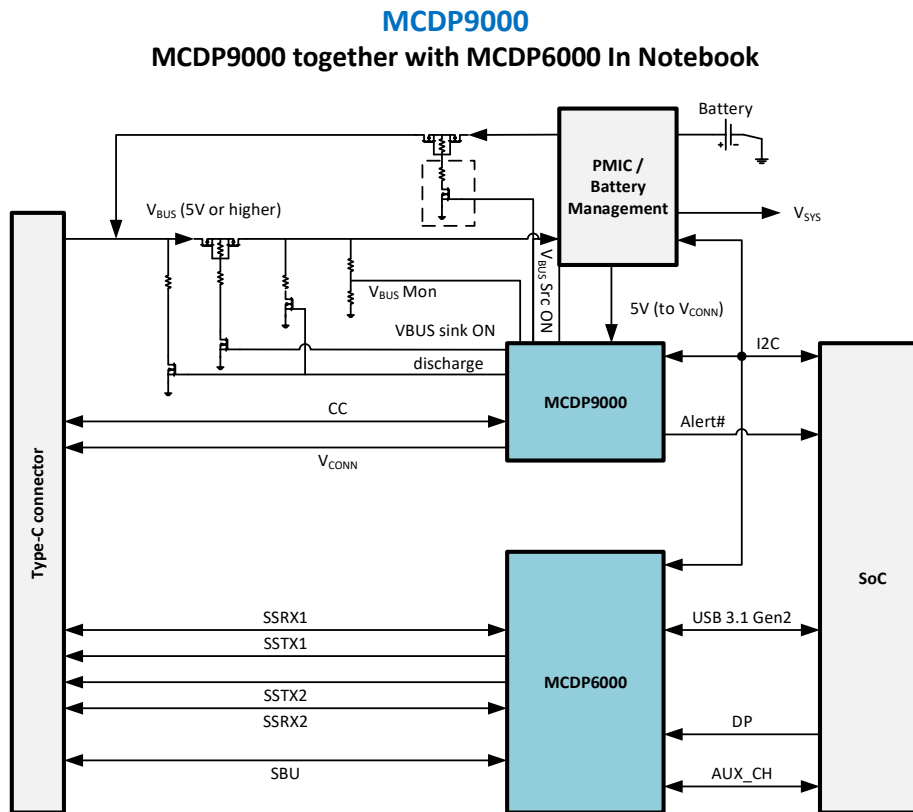 MCDP9000
MCDP9000 together with MCDP6000 In Notebook
Battery
+ -
PMIC /
Battery
Management
VBUS (5V or higher)
VSYS
VBUS Src ON
VBUS Mon
5V (to VCONN)
VBUS sink ON
I2C
discharge
MCDP9000
CC
Alert#
VCONN
Type-C connector
SoC
SSRX1
USB 3.1 Gen2
SSTX1
MCDP6000
SSTX2
SSRX2
DP
SBU
AUX_CH